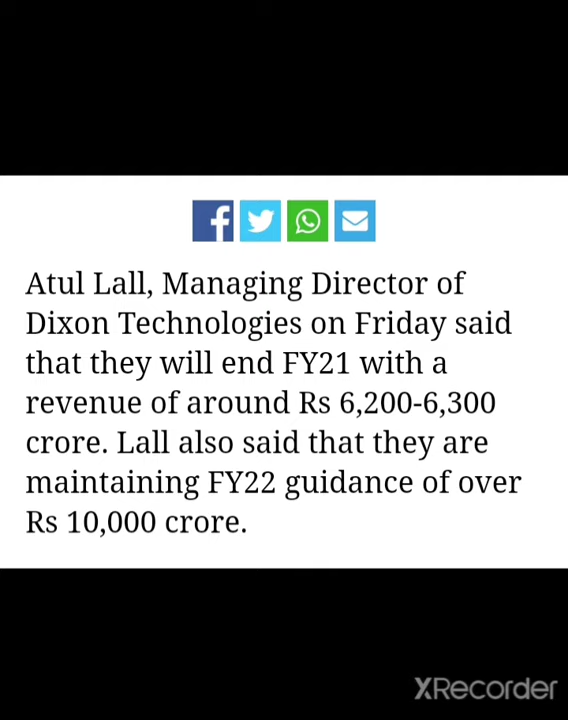 Atul Lall, Managing Director of
Dixon Technologies on Friday said
that they will end FY21 with a
revenue of around Rs 6,200-6,300
crore. Lall also said that they are
maintaining FY22 guidance of over
Rs 10,000 crore.
XRecorder